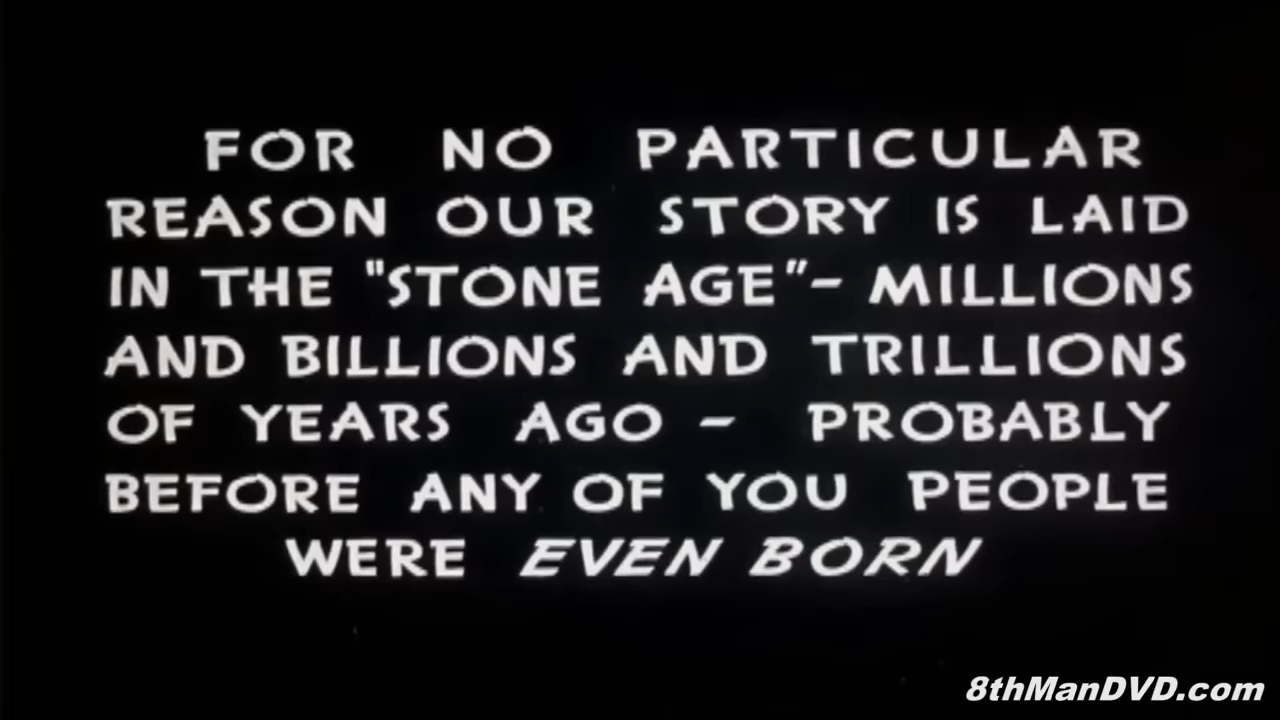 FOR NO PARTICULAR
REASON OUR STORY IS LAID
IN THE "STONE AGE"– MILLIONS
AND BILLIONS AND TRILLIONS
OF YEARS AGO – PROBABLY
BEFORE ANY OF YOU PEOPLE
WERE EVEN BORN
8thManDVD.com